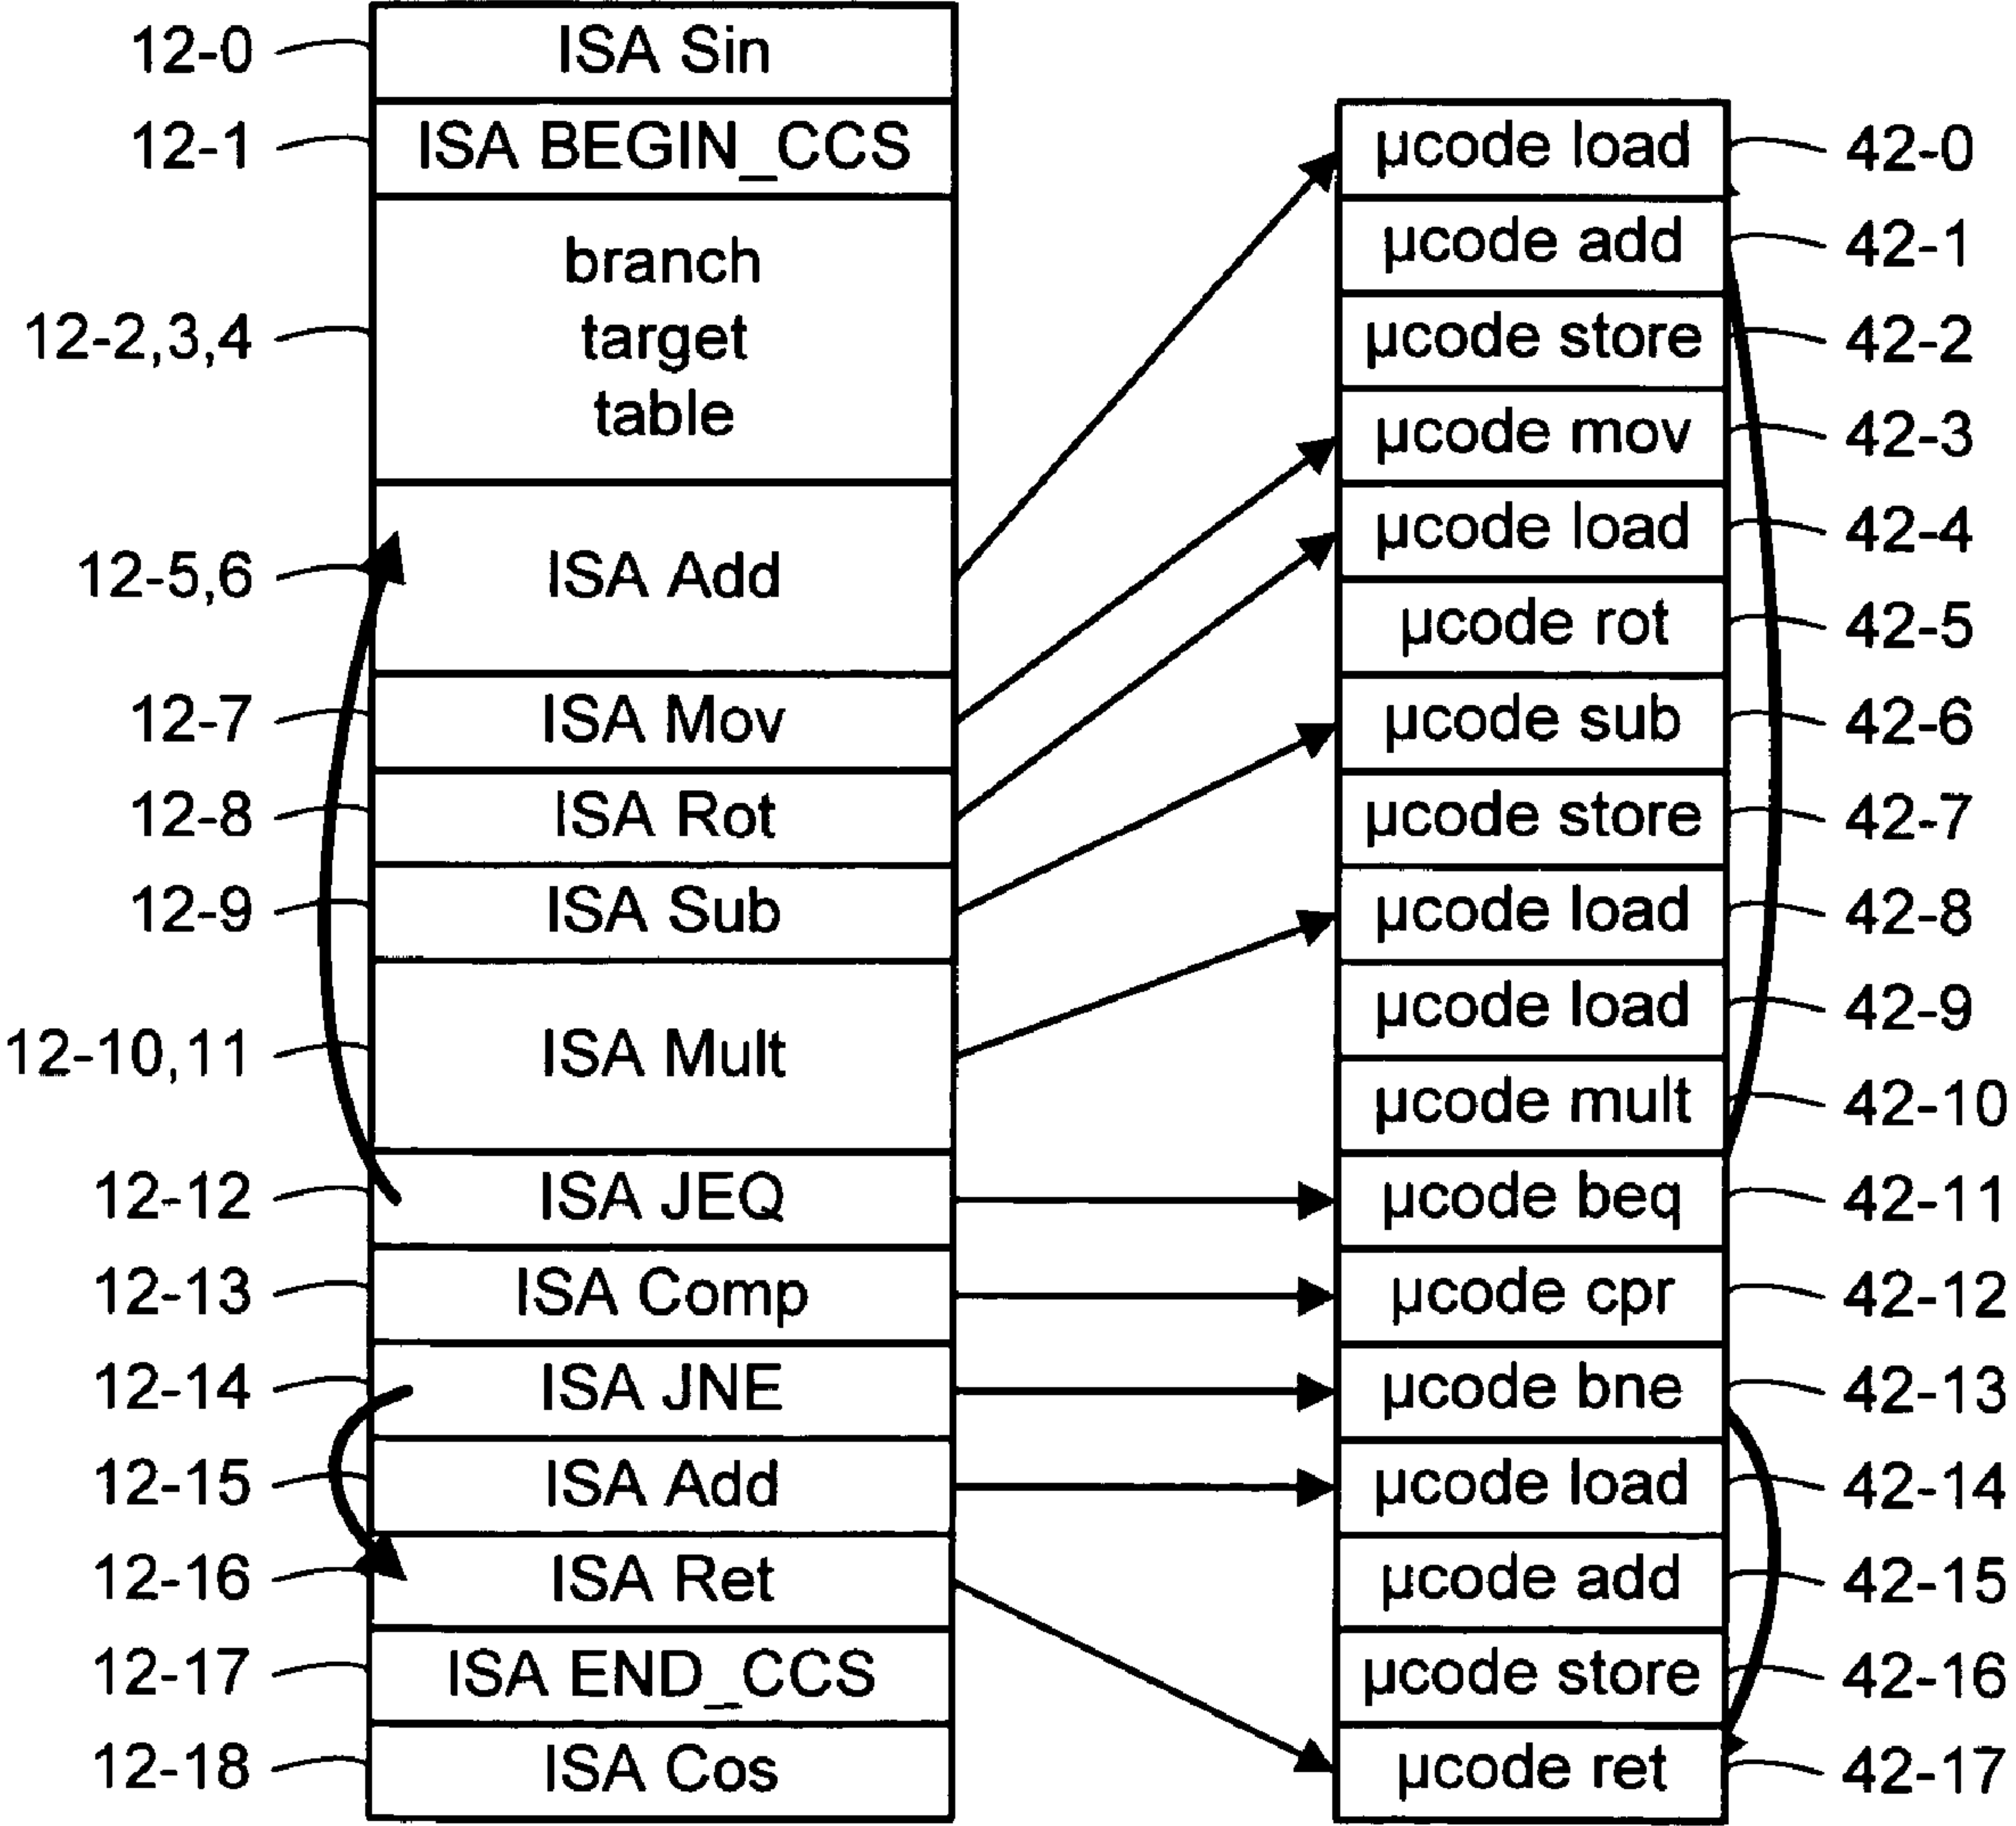 12-0 ISA Sin
12-1 ISA BEGIN_CCS µcode load 42-0
branch µcode add 42-1
12-2,3,4 target µcode store 42-2
table µcode mov 42-3
µcode load 42-4
12-5,6 ISA Add
µcode rot 42-5
12-7 ISA Mov µcode sub 42-6
12-8 ISA Rot µcode store 42-7
12-9 ISA Sub µcode load 42-8
µcode load 42-9
12-10,11 ISA Mult
µcode mult 42-10
12-12 ISA JEQ µcode beq 42-11
12-13 ISA Comp µcode cpr 42-12
12-14 ISA JNE µcode bne 42-13
12-15 ISA Add µcode load 42-14
12-16 ISA Ret µcode add 42-15
12-17 ISA END_CCS µcode store 42-16
12-18 ISA Cos µcode ret 42-17